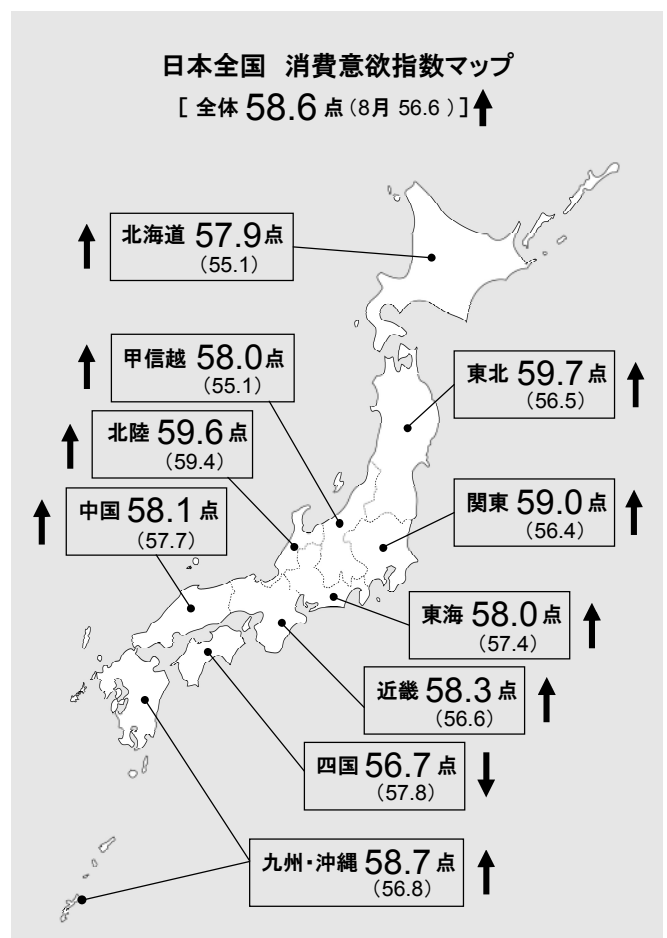 日本全国 消費意欲指数マップ
[ 全体 58.6 点（8月 56.6 ）]
北海道 57.9点
（55.1）
甲信越 58.0点
（55.1）
東北 59.7点
（56.5）
北陸 59.6点
（59.4）
関東 59.0点
（56.4）
中国 58.1点
（57.7）
東海 58.0点
（57.4）
近畿 58.3点
（56.6）
四国 56.7点
（57.8）
九州・沖縄 58.7点
（56.8）